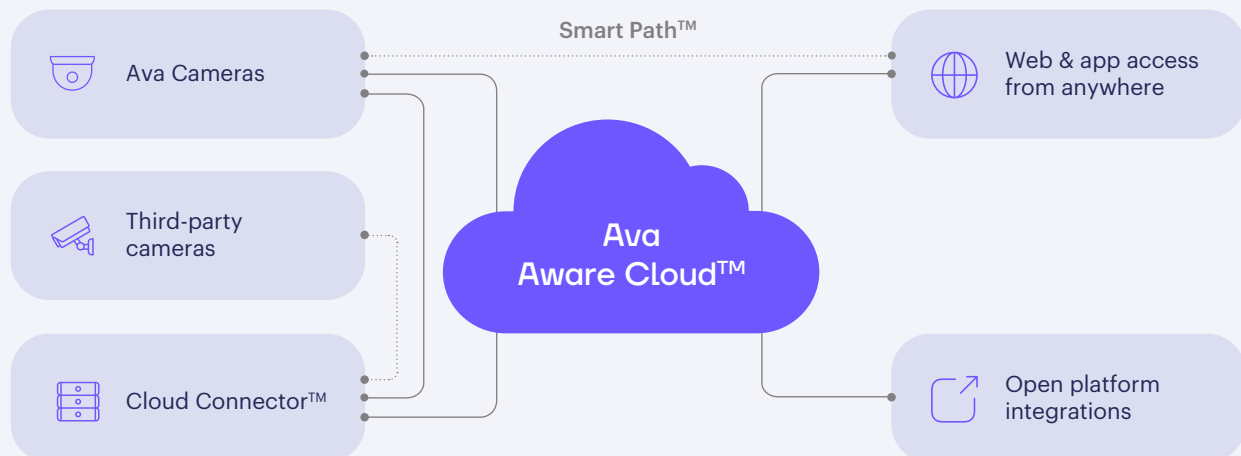 Smart Path™
Ava Cameras
Web & app access
from anywhere
Third-party
cameras
Ava
Aware Cloud™
Cloud Connector™
Open platform
integrations